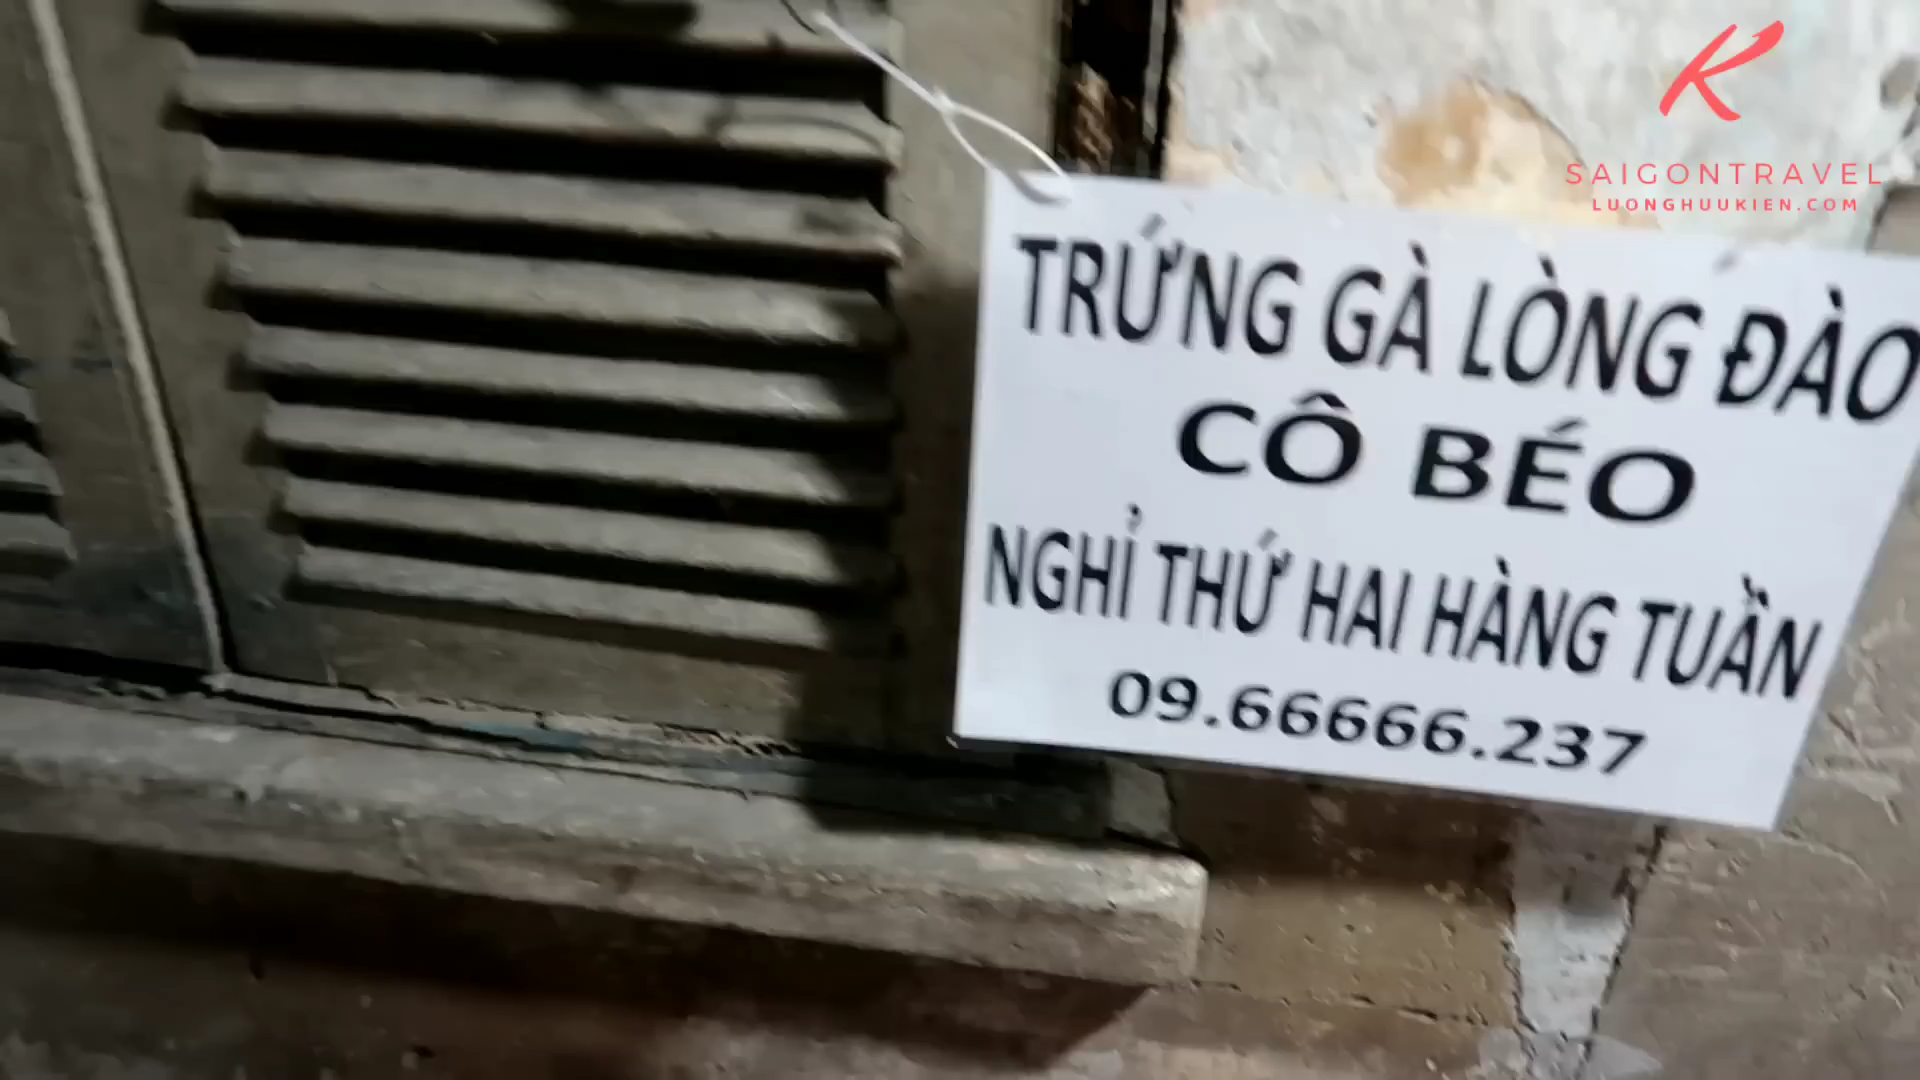 SAIGONTRAVEL
LUONGHUUKIEN.COM
TRỨNG GÀ LÒNG ĐÀO
CÔ BÉO
NGHỈ THỨ HAI HÀNG TUẦN
09.66666.237